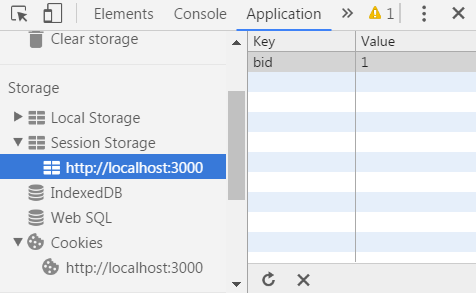 Elements Console Application » 1
Clear storage
Storage
Local Storage
Session Storage
http://localhost:3000
IndexedDB
Web SQL
Cookies
http://localhost:3000
Key Value
bid 1